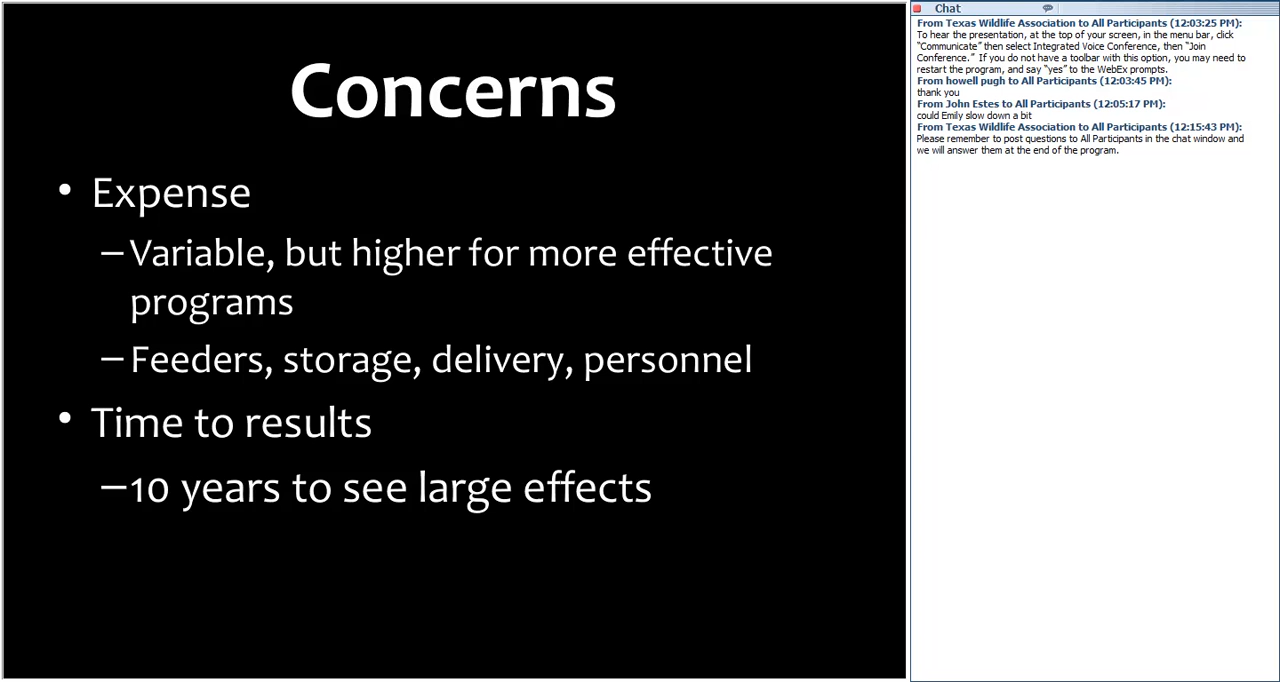 Concerns
• Expense
–Variable, but higher for more effective
programs
–Feeders, storage, delivery, personnel
• Time to results
–10 years to see large effects
Chat
From Texas Wildlife Association to All Participants (12:03:25 PM):
To hear the presentation, at the top of your screen, in the menu bar, click
"Communicate" then select Integrated Voice Conference, then "Join
Conference." If you do not have a toolbar with this option, you may need to
restart the program, and say "yes" to the WebEx prompts.
From howell pugh to All Participants (12:03:45 PM):
thank you
From John Estes to All Participants (12:05:17 PM):
could Emily slow down a bit
From Texas Wildlife Association to All Participants (12:15:43 PM):
Please remember to post questions to All Participants in the chat window and
we will answer them at the end of the program.